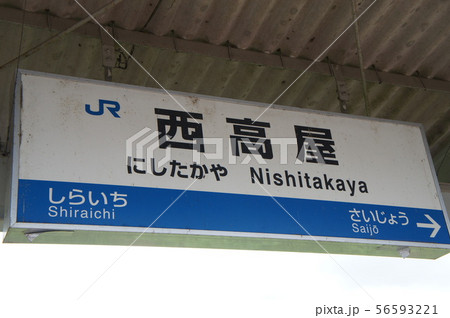 JR 西高屋
にしたかや Nishitakaya
しらいち さいじょう →
Shiraichi Saijō
PIXTA
pixta.jp - 56593221